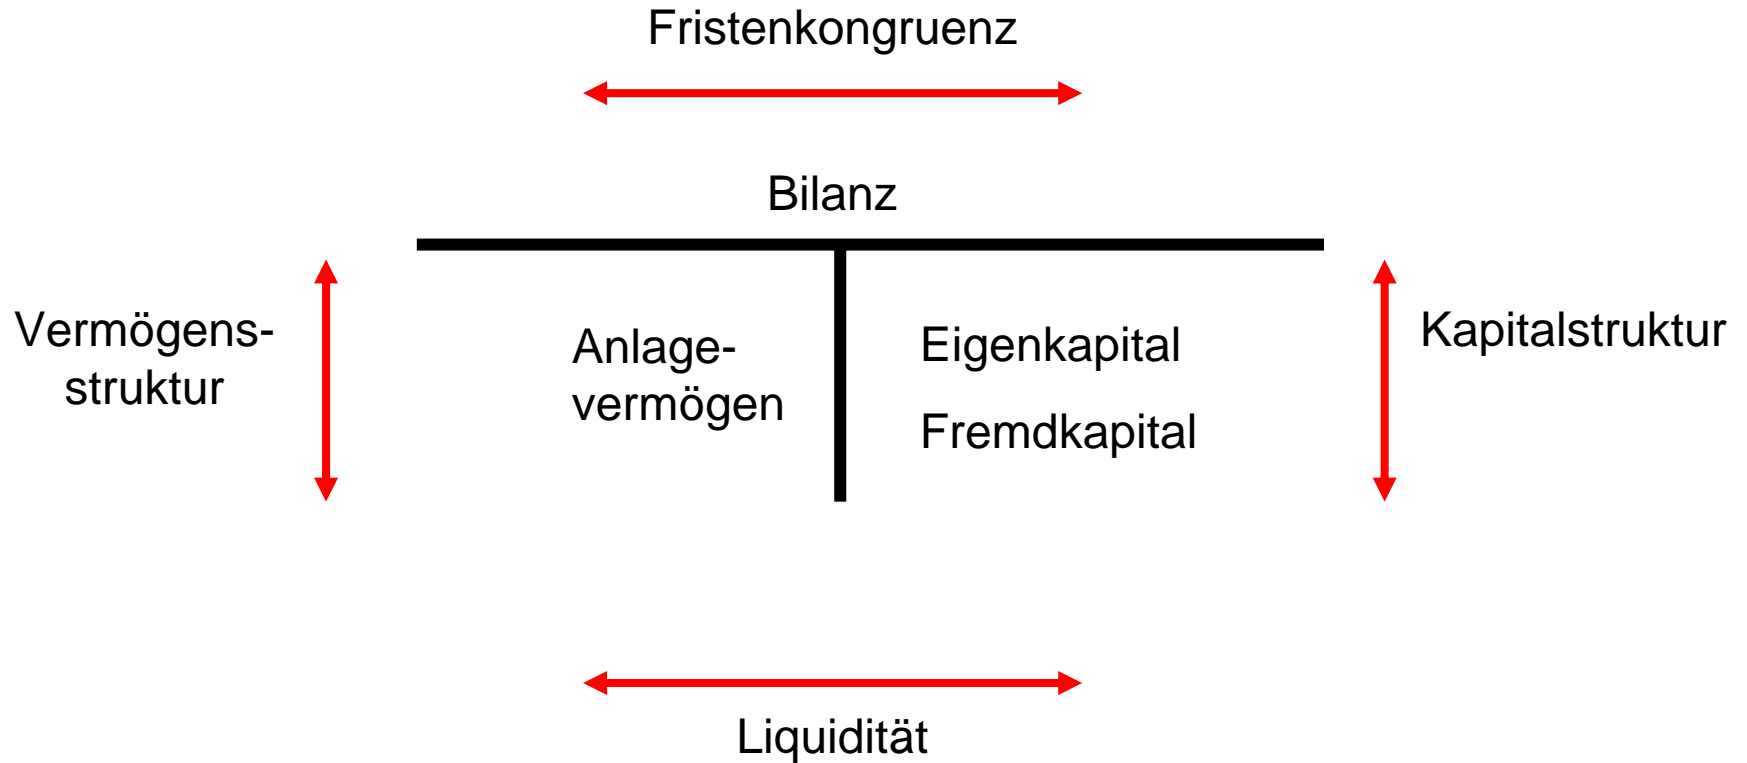 Fristenkongruenz
Bilanz
Vermögens-
struktur
Anlage-
vermögen
Eigenkapital
Fremdkapital
Kapitalstruktur
Liquidität